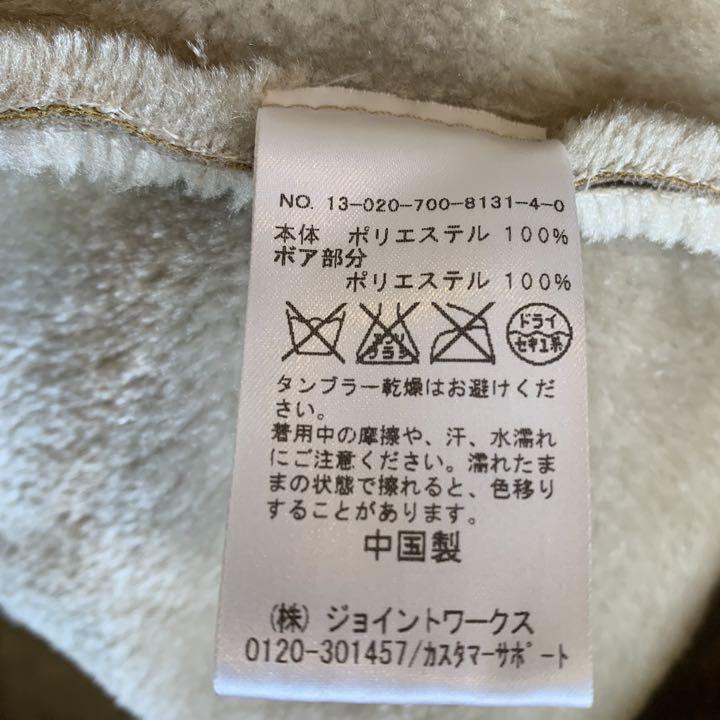 NO. 13-020-700-8131-4-0
本体 ポリエステル 100%
ボア部分
ポリエステル 100%
エンソ
サラシ
ドライ
セキユ系
タンブラー乾燥はお避けくだ
さい。
着用中の摩擦や、汗、水濡れ
にご注意ください。濡れたま
まの状態で擦れると、色移り
することがあります。
中国製
(株) ジョイントワークス
0120-301457/カスタマーサポート